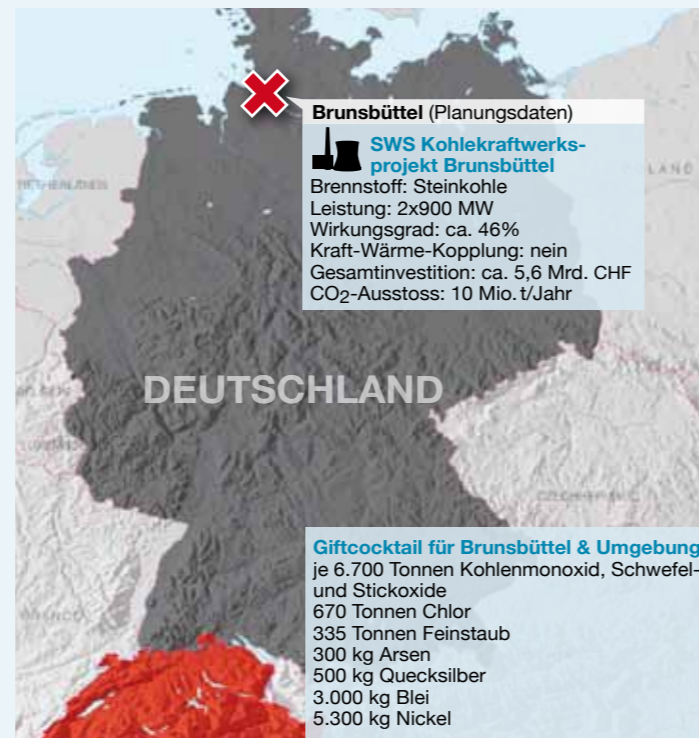 Brunsbüttel (Planungsdaten)
SWS Kohlekraftwerks-
projekt Brunsbüttel
Brennstoff: Steinkohle
Leistung: 2x900 MW
Wirkungsgrad: ca. 46%
Kraft-Wärme-Kopplung: nein
Gesamtinvestition: ca. 5,6 Mrd. CHF
CO2-Ausstoss: 10 Mio. t/Jahr
LAND
DEUTSCHLAND
Giftcocktail für Brunsbüttel & Umgebung
je 6.700 Tonnen Kohlenmonoxid, Schwefel-
und Stickoxide
670 Tonnen Chlor
335 Tonnen Feinstaub
300 kg Arsen
500 kg Quecksilber
3.000 kg Blei
5.300 kg Nickel